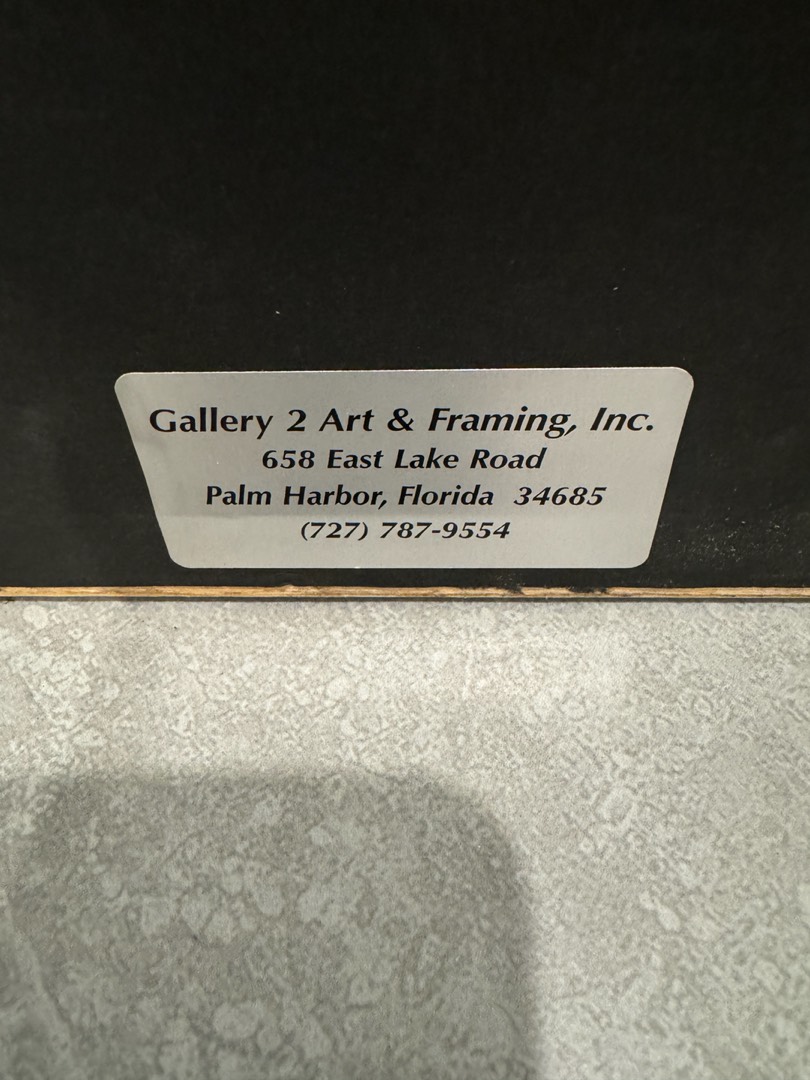 Gallery 2 Art & Framing, Inc.
658 East Lake Road
Palm Harbor, Florida  34685
(727) 787-9554